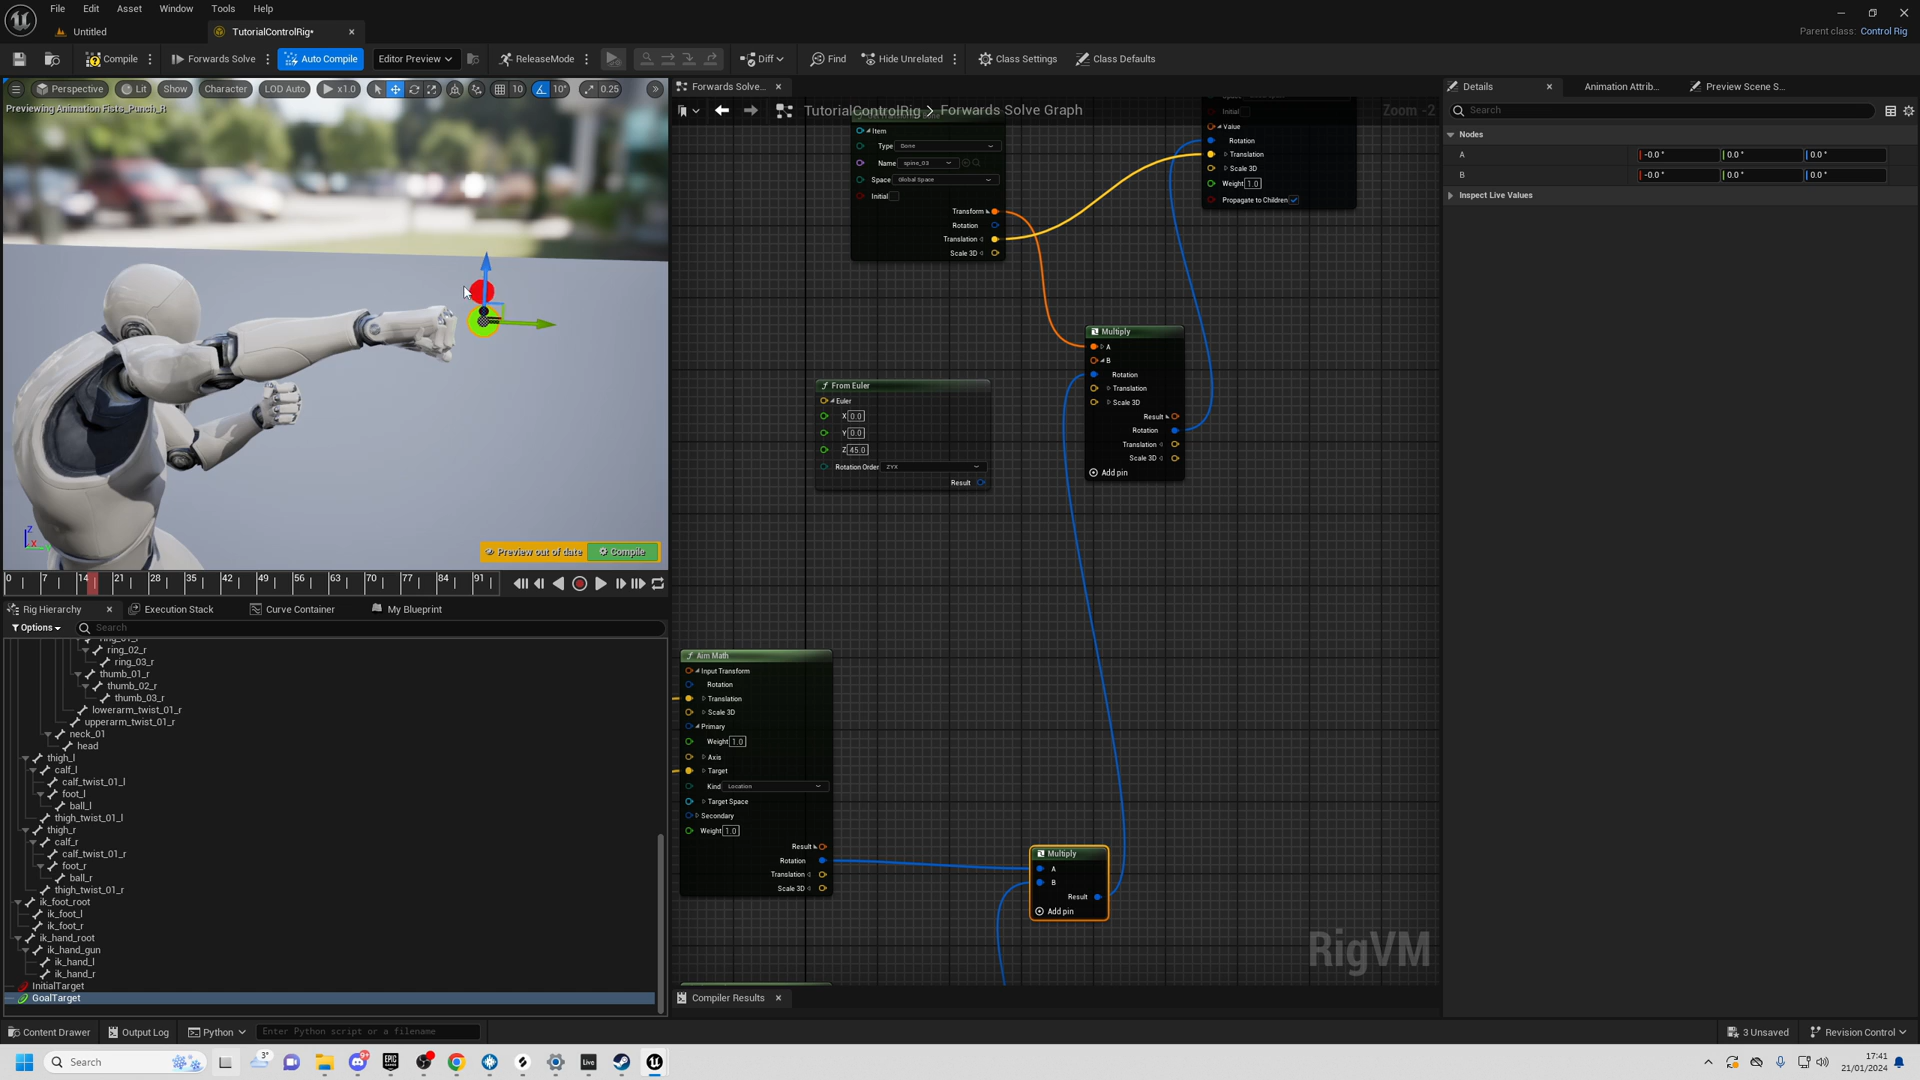 File Edit Asset Window Tools Help
Untitled
TutorialControlRig*
Parent class: Control Rig
Compile
Forwards Solve
Auto Compile
Editor Preview
ReleaseMode
Diff
Find
Hide Unrelated
Class Settings
Class Defaults
Perspective
Lit
Show
Character
LOD Auto
x1.0
10
10°
0.25
Previewing Animation Fists_Punch_R
Z
X
Preview out of date
Compile
0 7 14 21 28 35 42 49 56 63 70 77 84 91
Rig Hierarchy
Execution Stack
Curve Container
My Blueprint
Options
Search
ring_02_r
ring_03_r
thumb_01_r
thumb_02_r
thumb_03_r
lowerarm_twist_01_r
upperarm_twist_01_r
neck_01
head
thigh_l
calf_l
calf_twist_01_l
foot_l
ball_l
thigh_twist_01_l
thigh_r
calf_r
calf_twist_01_r
foot_r
ball_r
thigh_twist_01_r
ik_foot_root
ik_foot_l
ik_foot_r
ik_hand_root
ik_hand_gun
ik_hand_l
ik_hand_r
InitialTarget
GoalTarget
Forwards Solve...
TutorialControlRig > Forwards Solve Graph
Zoom -2
Item
Type Bone
Name spine_03
Space Global Space
Initial
Transform
Rotation
Translation
Scale 3D
Initial
Value
Rotation
Translation
Scale 3D
Weight 1.0
Propagate to Children
Multiply
A
B
Rotation
Translation
Scale 3D
Result
Rotation
Translation
Scale 3D
Add pin
From Euler
Euler
X 0.0
Y 0.0
Z 45.0
Rotation Order ZYX
Result
Aim Math
Input Transform
Rotation
Translation
Scale 3D
Primary
Weight 1.0
Axis
Target
Kind Location
Target Space
Secondary
Weight 1.0
Result
Rotation
Translation
Scale 3D
Multiply
A
B
Result
Add pin
RigVM
Compiler Results
Details
Animation Attrib...
Preview Scene S...
Search
Nodes
A -0.0 ° 0.0 ° 0.0 °
B -0.0 ° 0.0 ° 0.0 °
Inspect Live Values
Content Drawer
Output Log
Python
Enter Python script or a filename
3 Unsaved
Revision Control
Search
3°
9+
EPIC
Live
17:41
21/01/2024